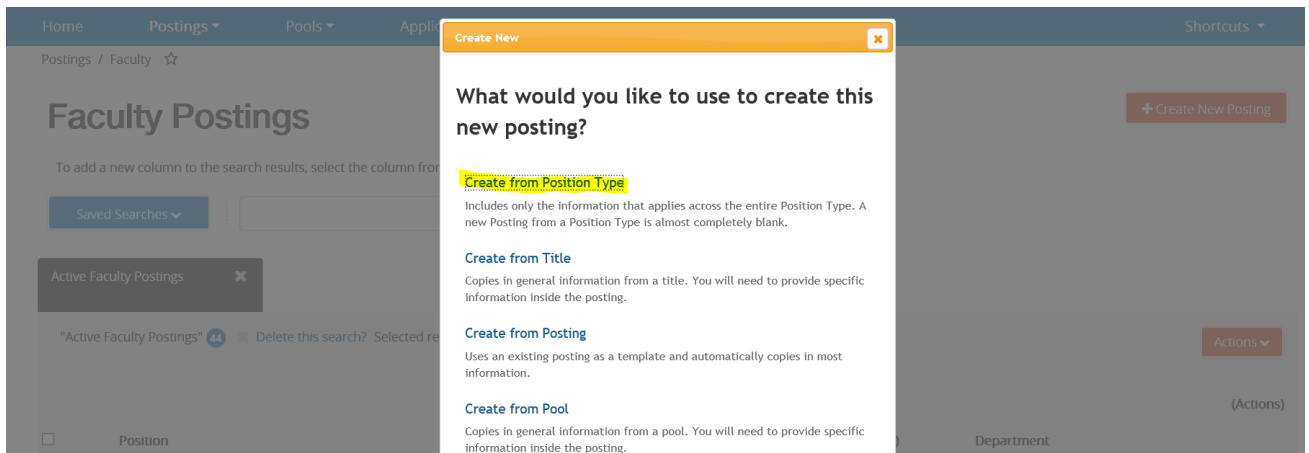 Home Postings Pools Applic Shortcuts
Create New
Postings / Faculty
What would you like to use to create this
new posting?
Faculty Postings
+ Create New Posting
To add a new column to the search results, select the column from
Create from Position Type
Includes only the information that applies across the entire Position Type. A
new Posting from a Position Type is almost completely blank.
Saved Searches
Create from Title
Copies in general information from a title. You will need to provide specific
information inside the posting.
Active Faculty Postings
Create from Posting
Uses an existing posting as a template and automatically copies in most
information.
"Active Faculty Postings" 44 Delete this search? Selected re
Actions
(Actions)
Create from Pool
Copies in general information from a pool. You will need to provide specific
information inside the posting.
Position ) Department